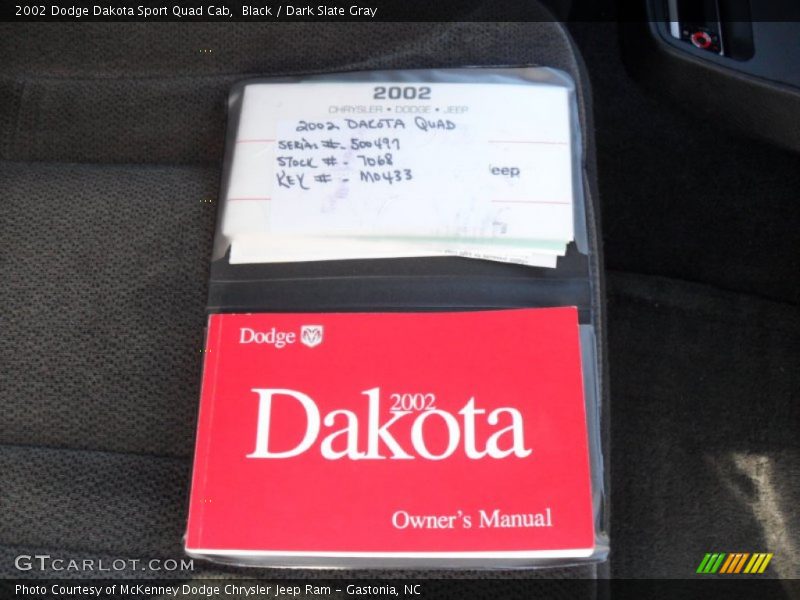 2002 Dodge Dakota Sport Quad Cab,  Black / Dark Slate Gray
2002
CHRYSLER • DODGE • JEEP
2002 DAKOTA QUAD
SERIAL #- 500497
STOCK # - 7068
KEY # - M0433
Jeep
Dodge
Dakota
2002
Owner's Manual
GTCARLOT.COM
Photo Courtesy of McKenney Dodge Chrysler Jeep Ram – Gastonia, NC